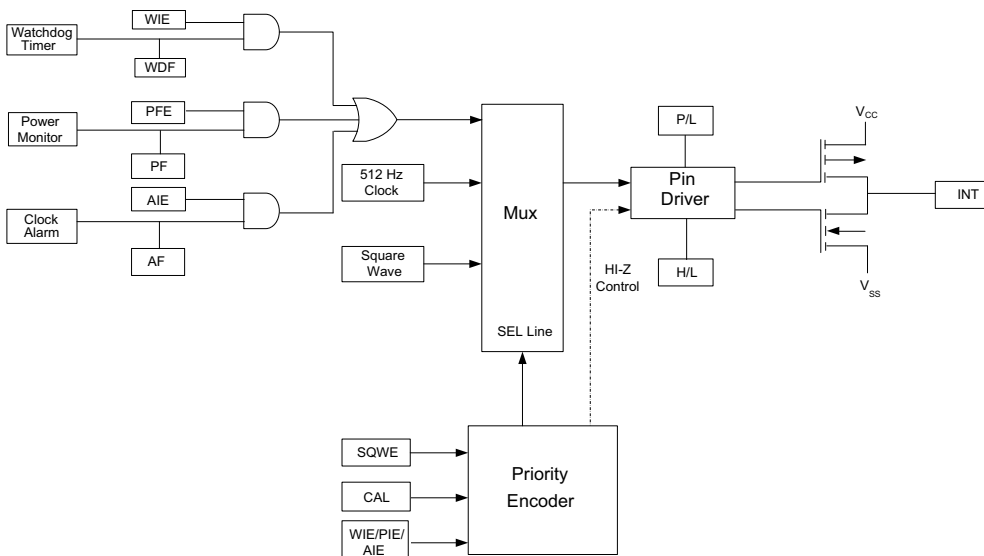 WIE
Watchdog
Timer
WDF
PFE
Power
Monitor
PF
AIE
Clock
Alarm
AF
512 Hz
Clock
Square
Wave
Mux
SEL Line
P/L
Pin
Driver
H/L
HI-Z
Control
VCC
INT
VSS
SQWE
CAL
WIE/PIE/
AIE
Priority
Encoder